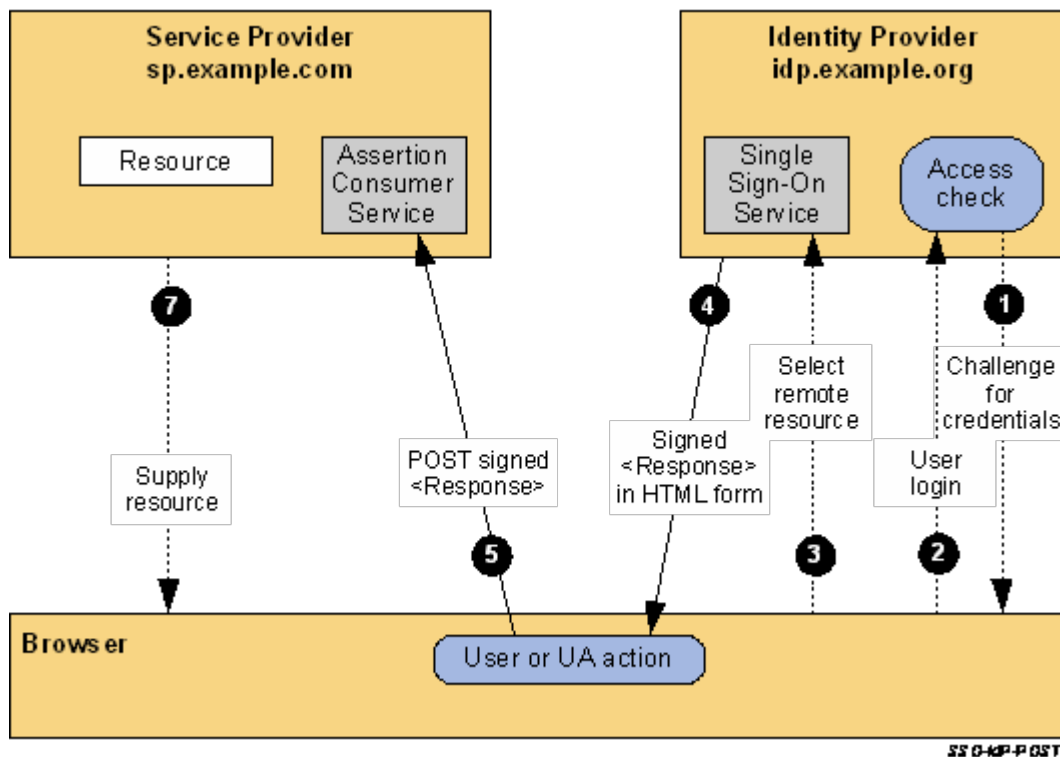 Service Provider
sp.example.com
Identity Provider
idp.example.org
Resource
Assertion
Consumer
Service
Single
Sign-On
Service
Access
check
7
4
1
Select
remote
resource
Challenge
for
credentials
Supply
resource
POST signed
<Response>
Signed
<Response>
in HTML form
User
login
5
3
2
Browser
User or UA action
SSO-IdP-POST